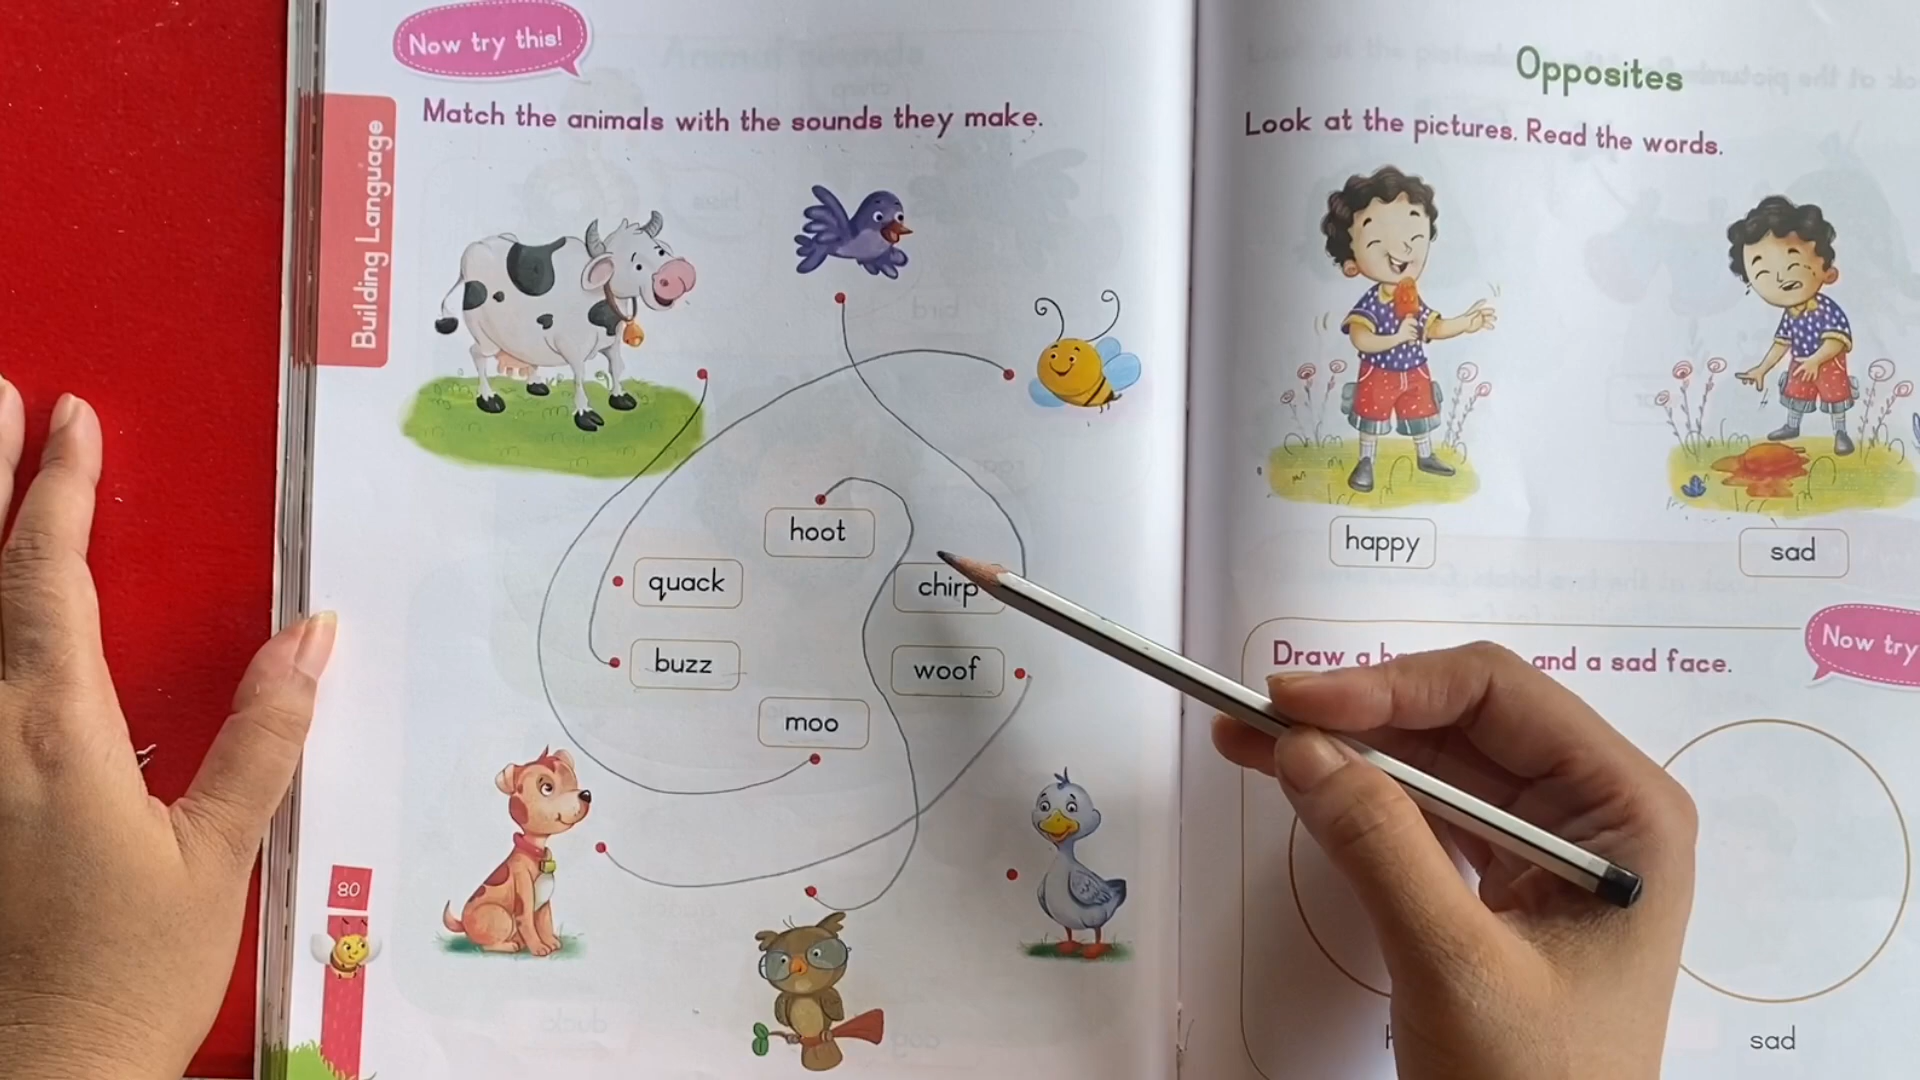 Now try this!
Building Language
Match the animals with the sounds they make.
hoot
quack
chirp
buzz
woof
moo
80
Opposites
Look at the pictures. Read the words.
happy
sad
Now try
Draw a and a sad face.
sad